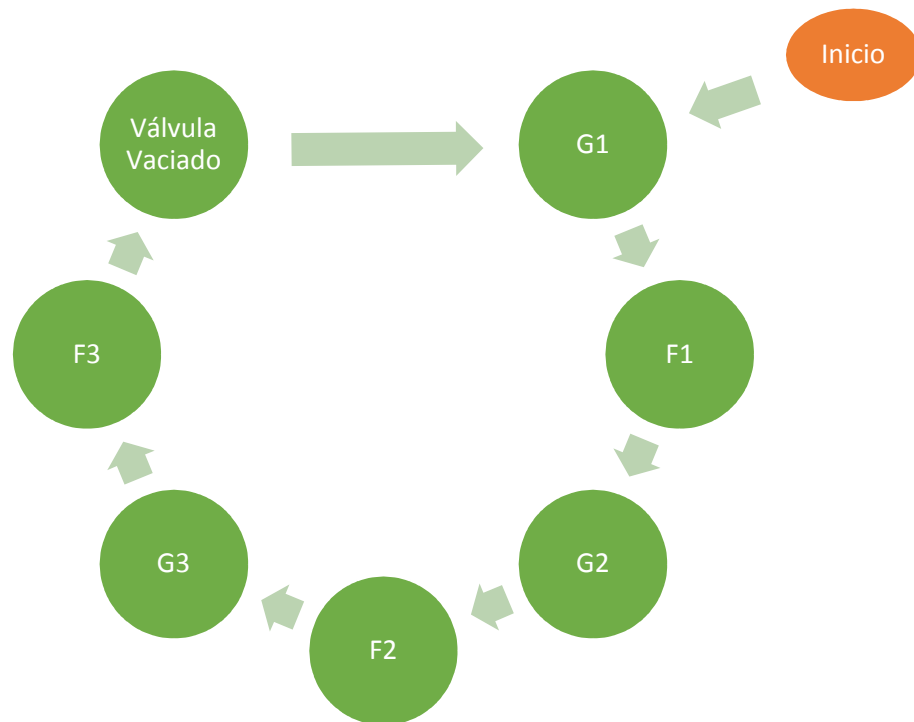 Inicio
Válvula
Vaciado
G1
F1
G2
F2
G3
F3